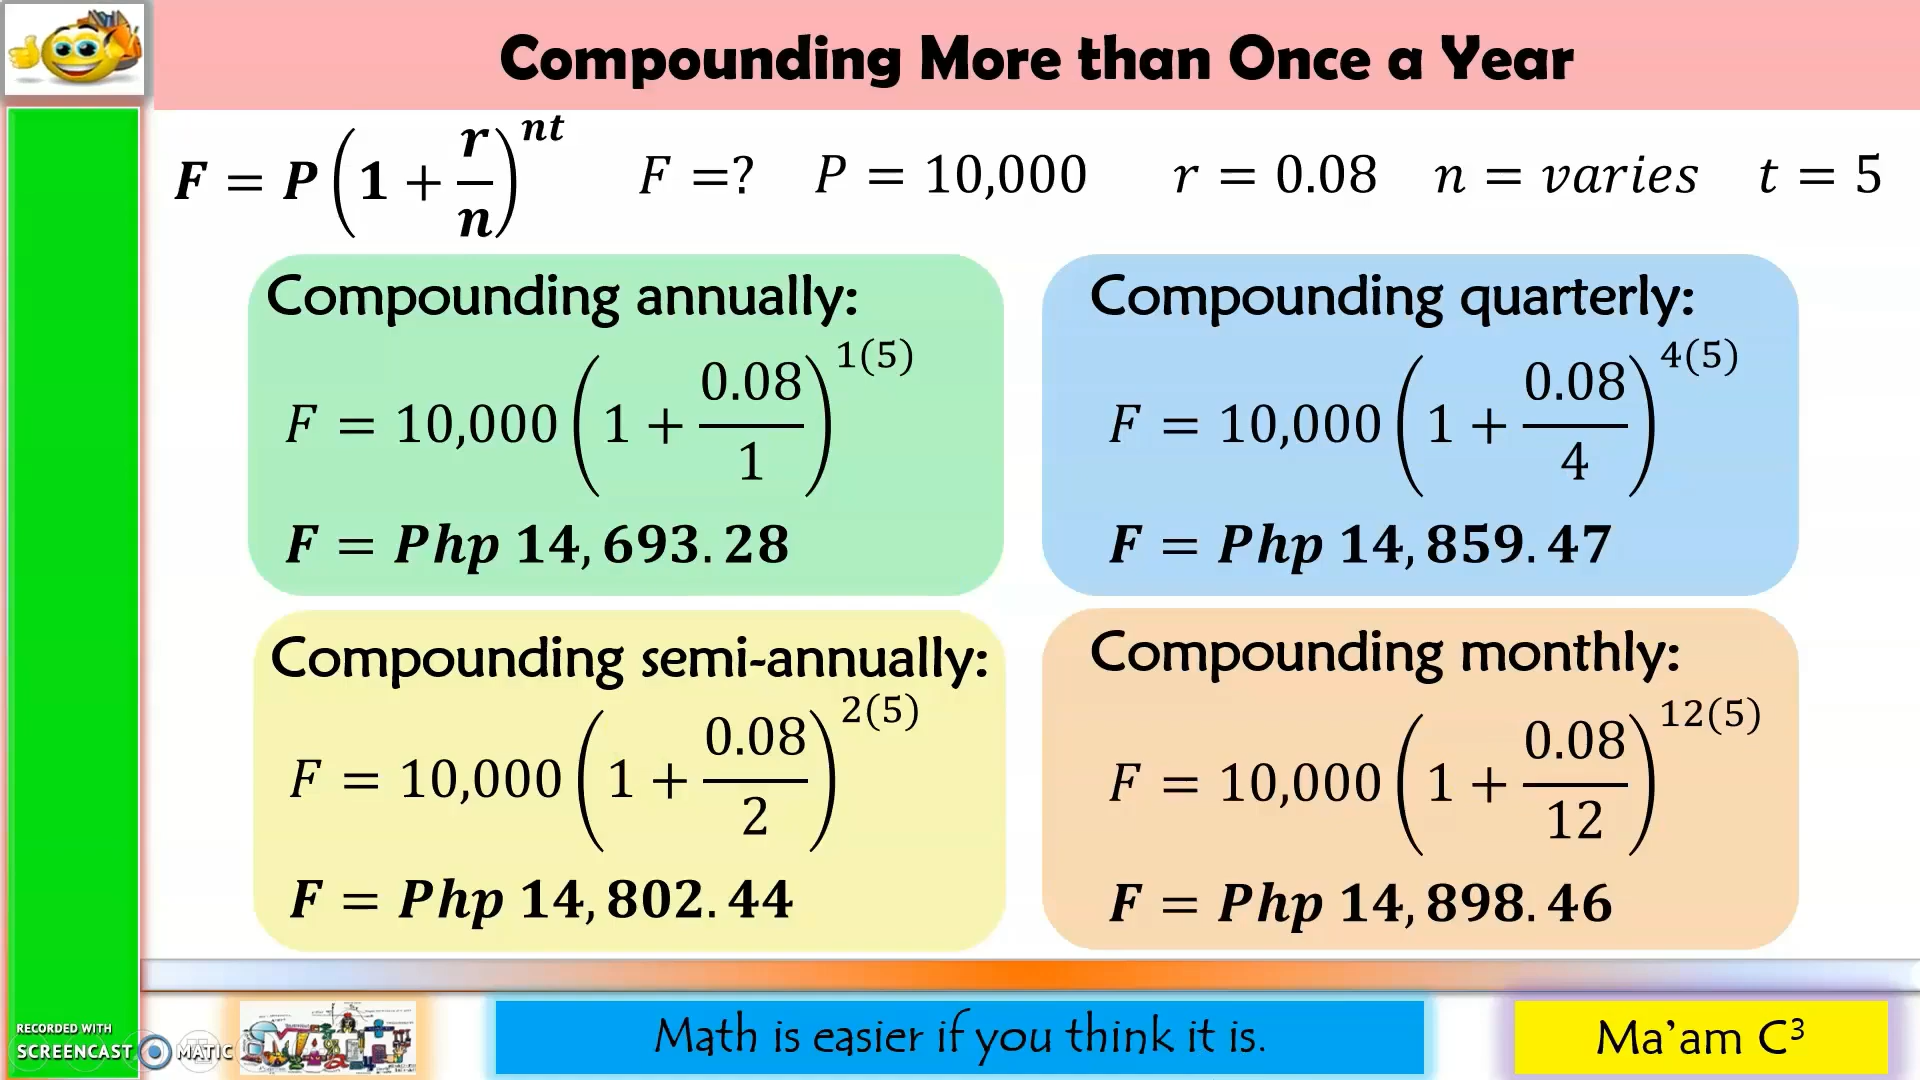 Compounding More than Once a Year
F = P(1 + r/n)^nt F =? P = 10,000 r = 0.08 n = varies t = 5
Compounding annually:
F = 10,000(1 + 0.08/1)^1(5)
F = Php 14,693.28
Compounding quarterly:
F = 10,000(1 + 0.08/4)^4(5)
F = Php 14,859.47
Compounding semi-annually:
F = 10,000(1 + 0.08/2)^2(5)
F = Php 14,802.44
Compounding monthly:
F = 10,000(1 + 0.08/12)^12(5)
F = Php 14,898.46
RECORDED WITH
SCREENCAST MATIC
MATH
Math is easier if you think it is.
Ma'am C³